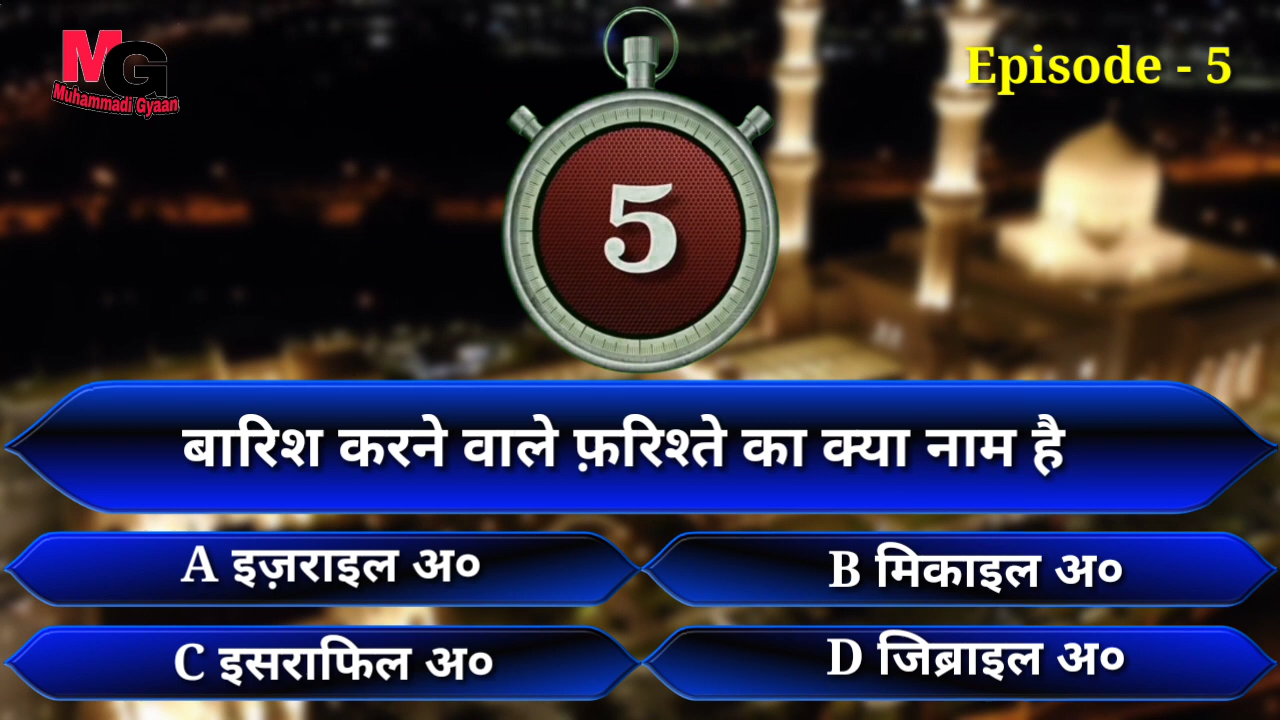 MG
Muhammadi Gyaan
Episode - 5
5
बारिश करने वाले फ़रिश्ते का क्या नाम है
A इज़राइल अ०
B मिकाइल अ०
C इसराफिल अ०
D जिब्राइल अ०